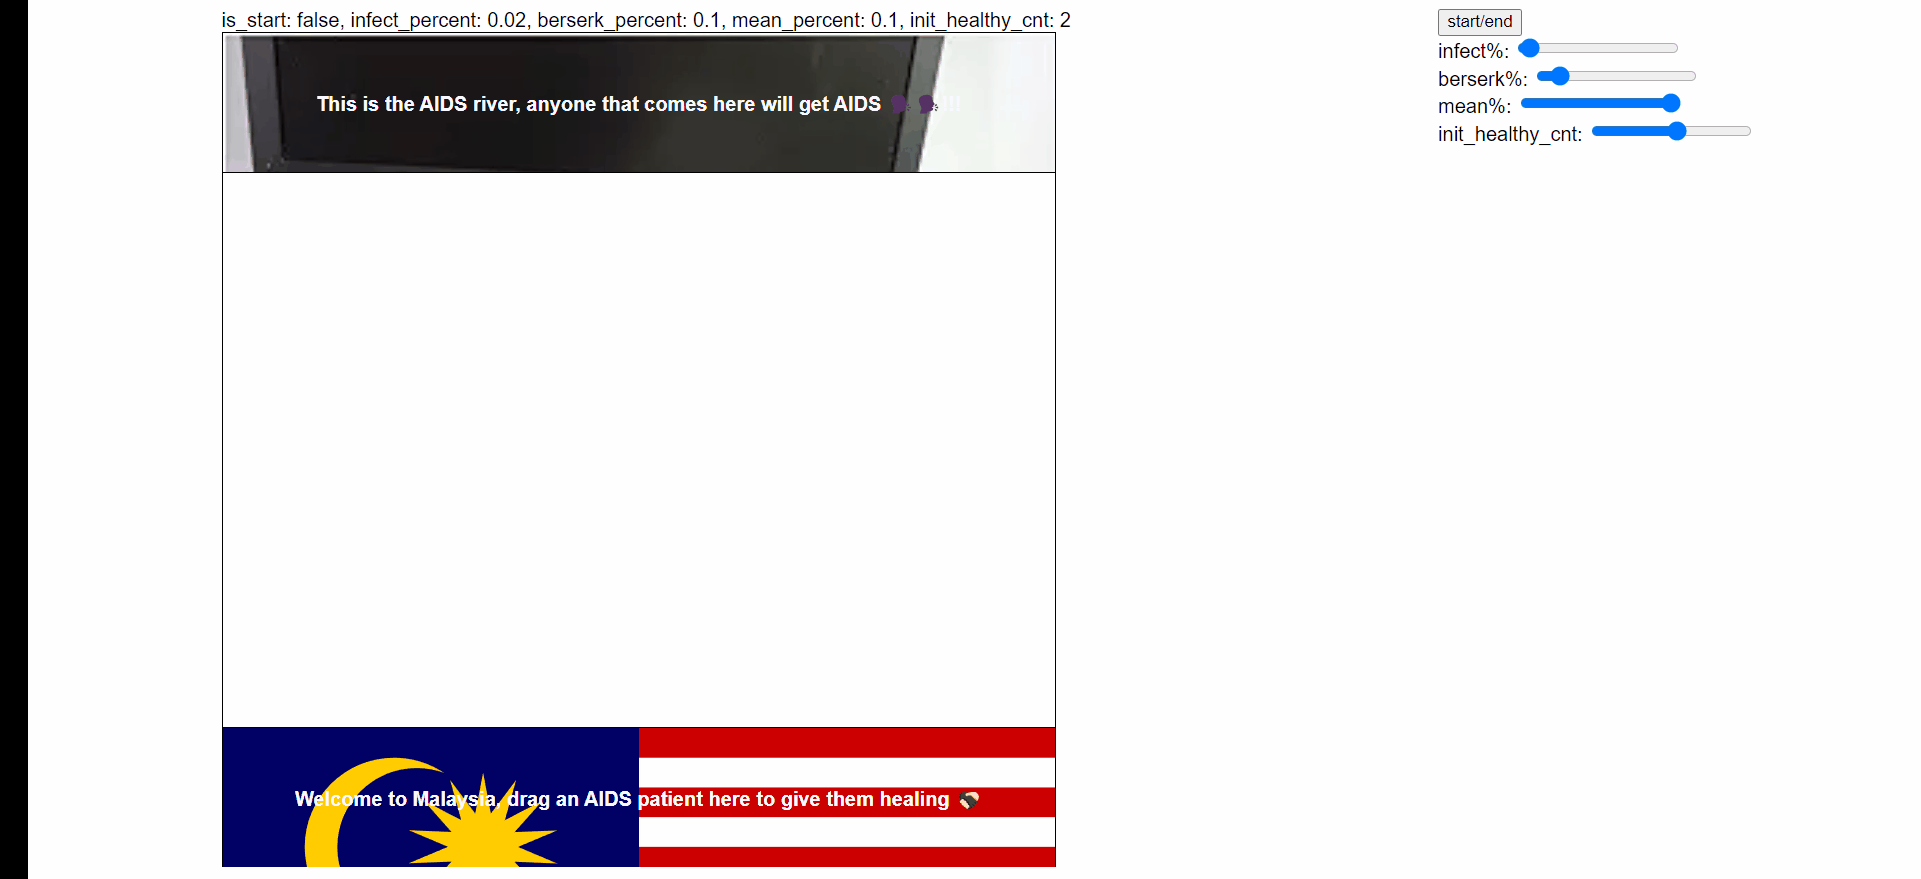 is_start: false, infect_percent: 0.02, berserk_percent: 0.1, mean_percent: 0.1, init_healthy_cnt: 2
start/end
infect%:
berserk%:
mean%:
init_healthy_cnt:
This is the AIDS river, anyone that comes here will get AIDS 🗣️ 🗣️ !!!
Welcome to Malaysia, drag an AIDS patient here to give them healing